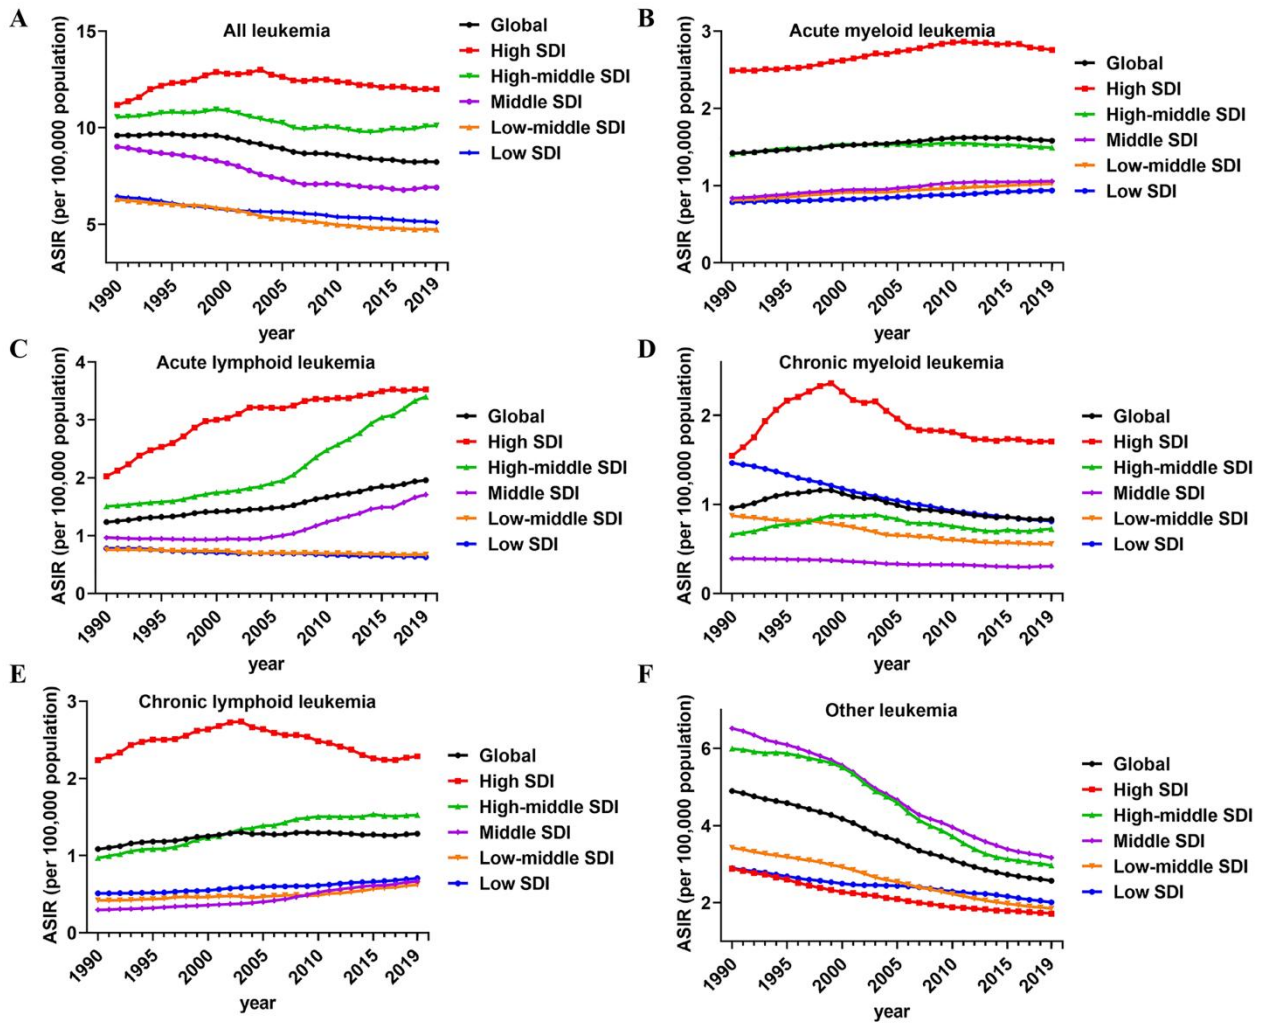 A
All leukemia
ASIR (per 100,000 population)
15
10
5
1990 1995 2000 2005 2010 2015 2019
year
Global
High SDI
High-middle SDI
Middle SDI
Low-middle SDI
Low SDI
B
Acute myeloid leukemia
ASIR (per 100,000 population)
3
2
1
0
1990 1995 2000 2005 2010 2015 2019
year
Global
High SDI
High-middle SDI
Middle SDI
Low-middle SDI
Low SDI
C
Acute lymphoid leukemia
ASIR (per 100,000 population)
4
3
2
1
0
1990 1995 2000 2005 2010 2015 2019
year
Global
High SDI
High-middle SDI
Middle SDI
Low-middle SDI
Low SDI
D
Chronic myeloid leukemia
ASIR (per 100,000 population)
2
1
0
1990 1995 2000 2005 2010 2015 2019
year
Global
High SDI
High-middle SDI
Middle SDI
Low-middle SDI
Low SDI
E
Chronic lymphoid leukemia
ASIR (per 100,000 population)
3
2
1
0
1990 1995 2000 2005 2010 2015 2019
year
Global
High SDI
High-middle SDI
Middle SDI
Low-middle SDI
Low SDI
F
Other leukemia
ASIR (per 100,000 population)
6
4
2
1990 1995 2000 2005 2010 2015 2019
year
Global
High SDI
High-middle SDI
Middle SDI
Low-middle SDI
Low SDI